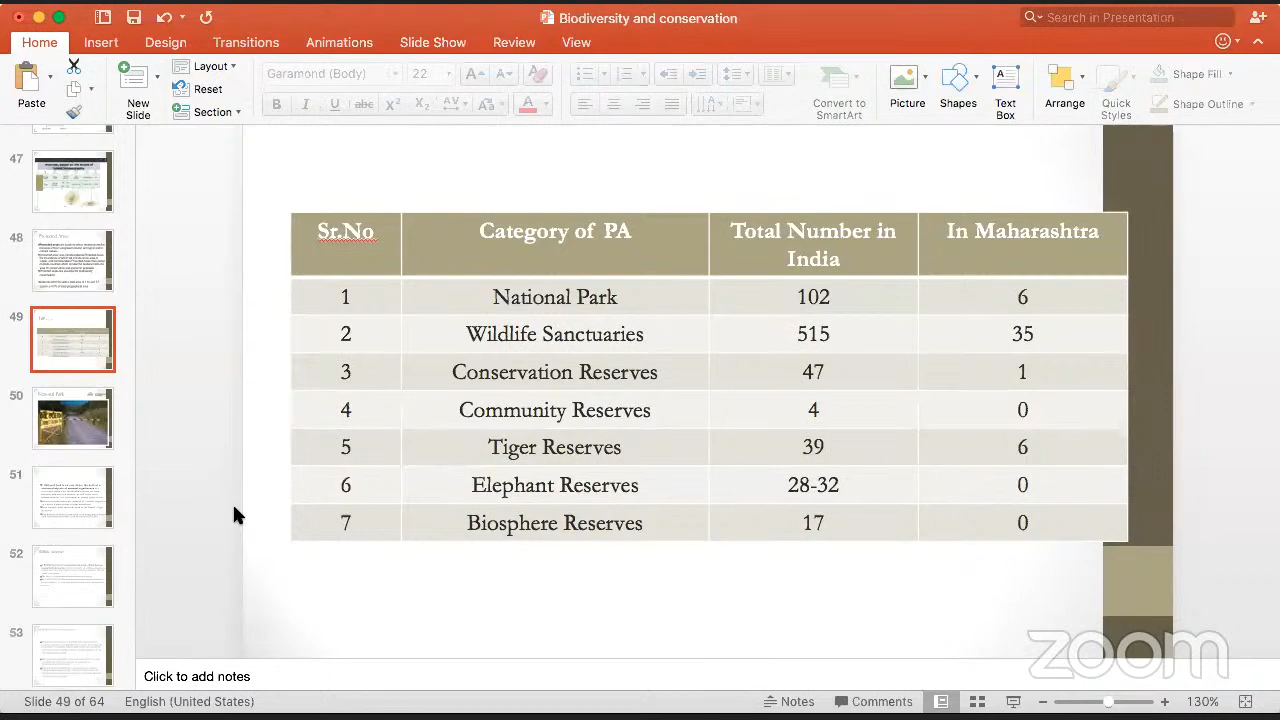 Biodiversity and conservation
Search in Presentation
Home Insert Design Transitions Animations Slide Show Review View
Paste
New Slide
Layout
Reset
Section
Garamond (Body) 22
B I U abc X² X₂ AV Aa A
Convert to SmartArt
Picture
Shapes
Text Box
Arrange
Quick Styles
Shape Fill
Shape Outline
47
48
49
50
51
52
53
Sr.No Category of PA Total Number in India In Maharashtra
1 National Park 102 6
2 Wildlife Sanctuaries 515 35
3 Conservation Reserves 47 1
4 Community Reserves 4 0
5 Tiger Reserves 39 6
6 Elephant Reserves 28-32 0
7 Biosphere Reserves 17 0
zoom
Click to add notes
Slide 49 of 64 English (United States) Notes Comments 130%